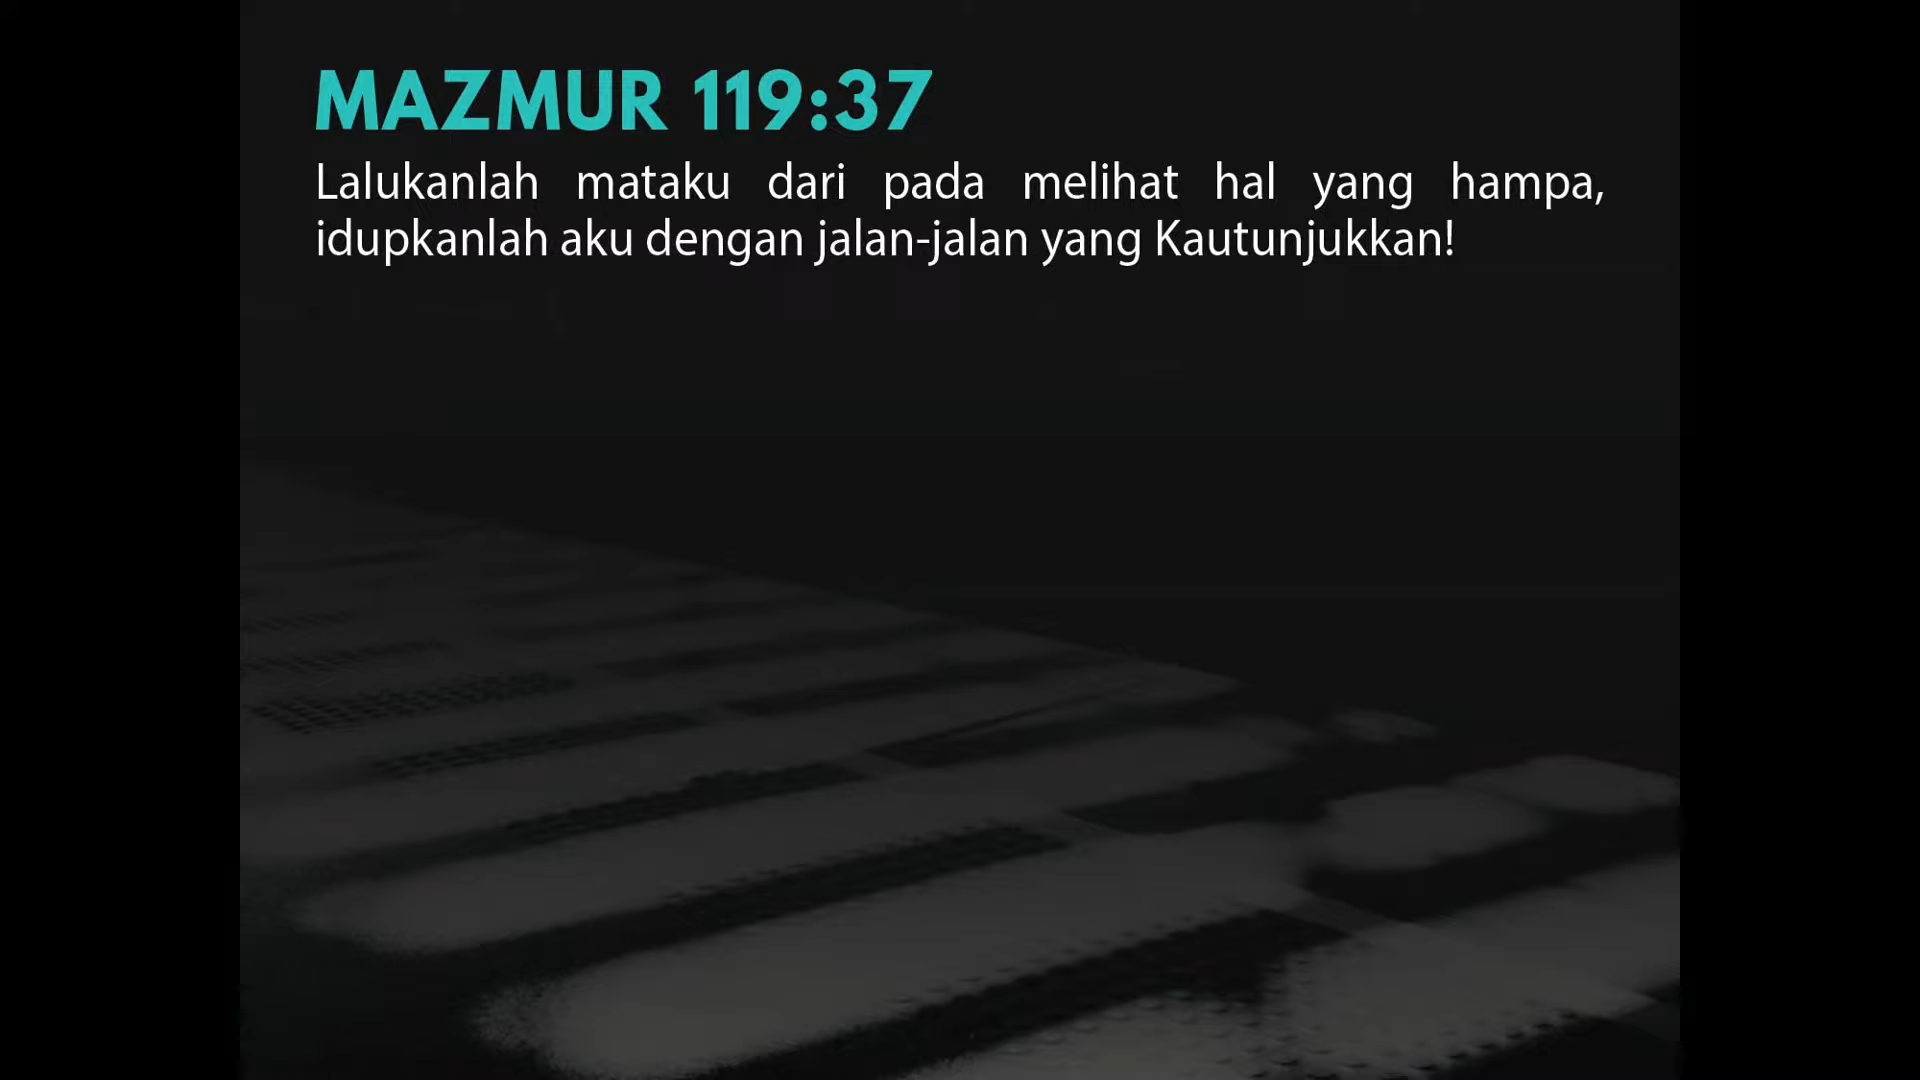 MAZMUR 119:37
Lalukanlah mataku dari pada melihat hal yang hampa,
idupkanlah aku dengan jalan-jalan yang Kautunjukkan!